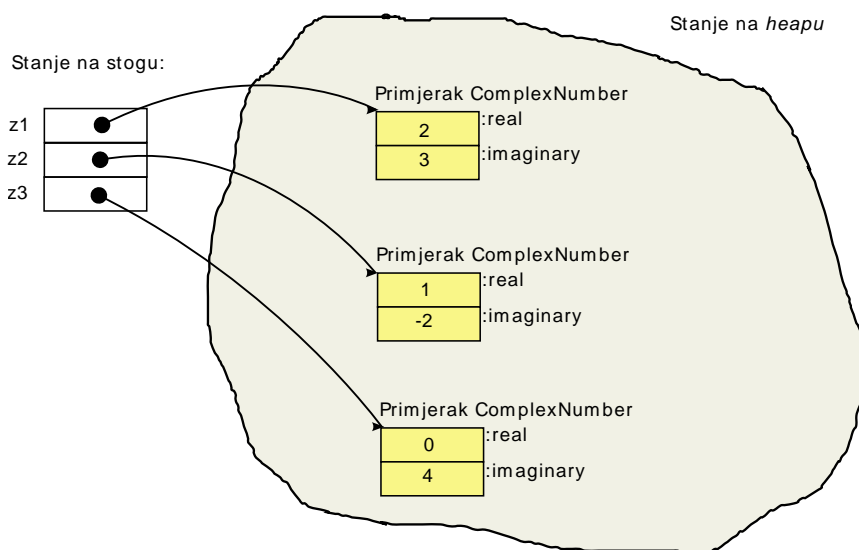 Stanje na heapu
Stanje na stogu:
z1
z2
z3
Primjerak ComplexNumber
2 :real
3 :imaginary
Primjerak ComplexNumber
1 :real
-2 :imaginary
Primjerak ComplexNumber
0 :real
4 :imaginary